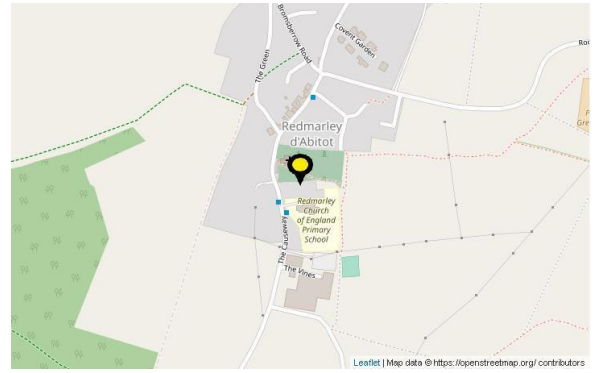 Bromsberrow Road
Covent Garden
The Green
Redmarley
d'Abitot
Redmarley
Church
of England
Primary
School
The Causeway
The Vines
Leaflet | Map data @ https://openstreetmap.org/ contributors